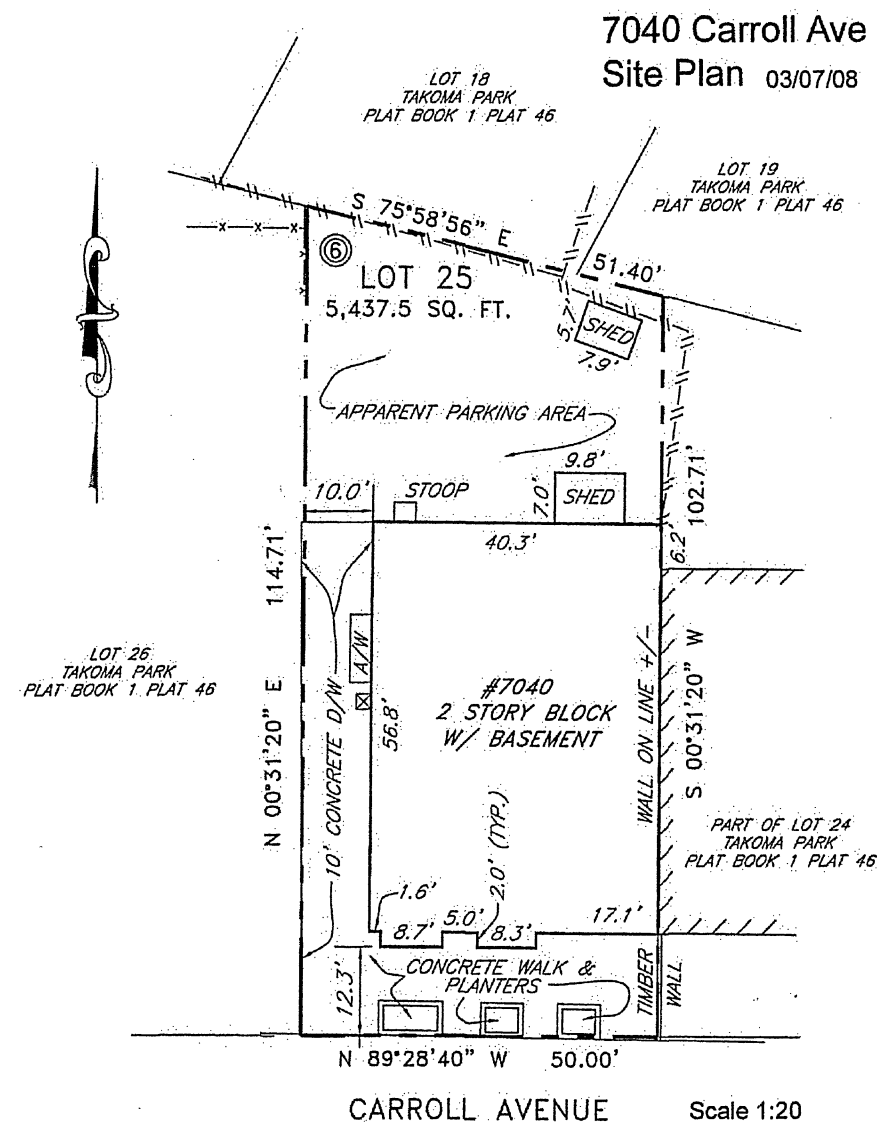 7040 Carroll Ave
Site Plan 03/07/08
LOT 18
TAKOMA PARK
PLAT BOOK 1 PLAT 46
LOT 19
TAKOMA PARK
PLAT BOOK 1 PLAT 46
S 75°58'56" E
51.40'
6
LOT 25
5,437.5 SQ. FT.
5.7'
SHED
7.9'
APPARENT PARKING AREA
9.8'
10.0'
STOOP
7.0'
SHED
102.71'
40.3'
6.2'
114.71'
N 00°31'20" E
LOT 26
TAKOMA PARK
PLAT BOOK 1 PLAT 46
10' CONCRETE D/W
A/W
56.8'
#7040
2 STORY BLOCK
W/ BASEMENT
WALL ON LINE +/-
S 00°31'20" W
PART OF LOT 24
TAKOMA PARK
PLAT BOOK 1 PLAT 46
2.0' (TYP.)
1.6'
8.7'
5.0'
8.3'
17.1'
12.3'
CONCRETE WALK &
PLANTERS
TIMBER
WALL
N 89°28'40" W 50.00'
CARROLL AVENUE
Scale 1:20